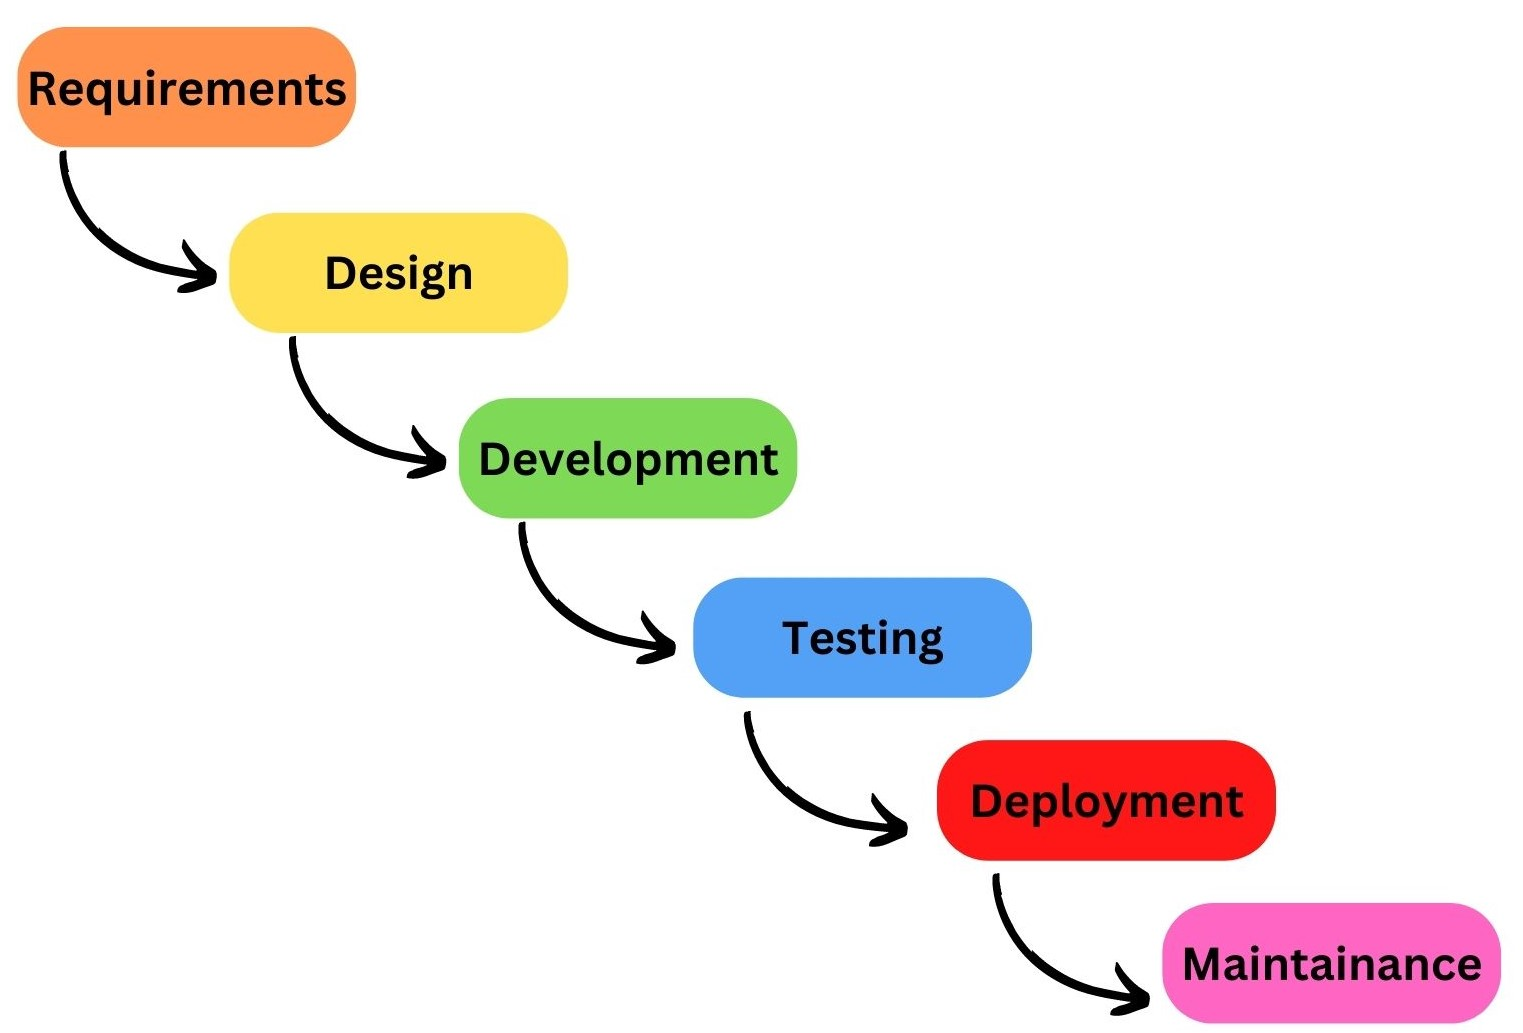 Requirements
Design
Development
Testing
Deployment
Maintainance